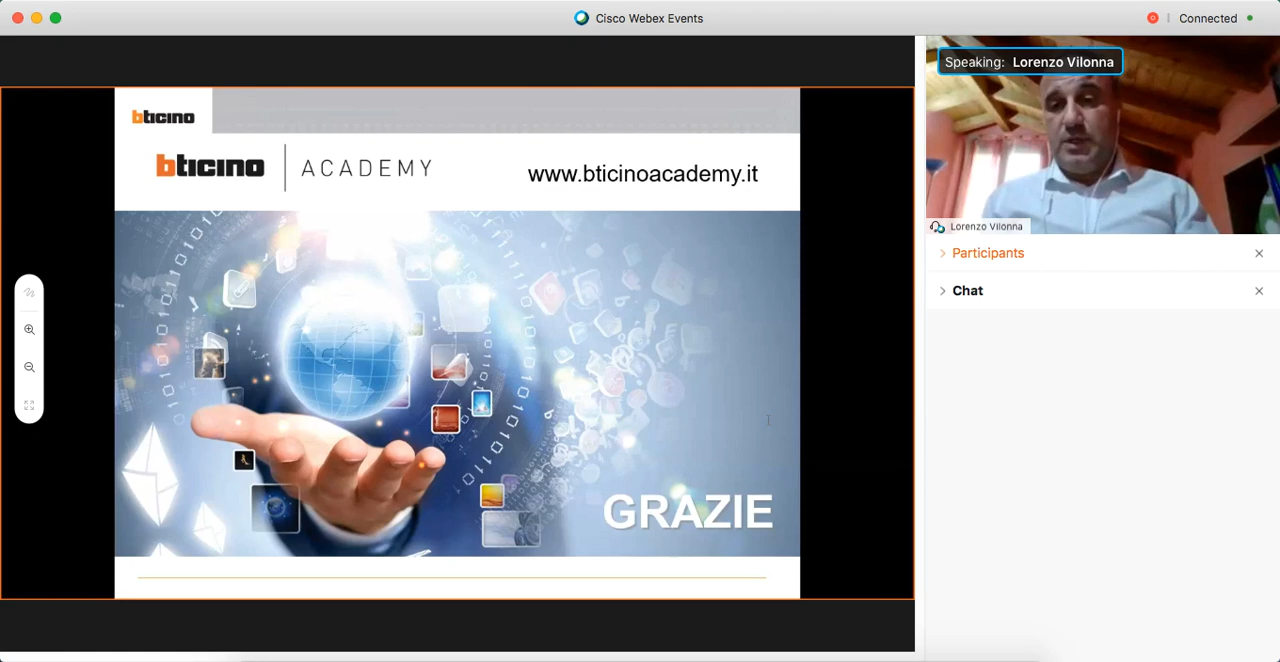 Cisco Webex Events
Connected
bticino
bticino ACADEMY
www.bticinoacademy.it
GRAZIE
Speaking: Lorenzo Vilonna
Lorenzo Vilonna
Participants
Chat